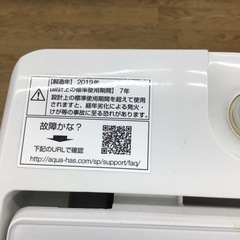 【製造年】2019年
【設計上の標準使用期間】 7年
設計上の標準使用期間を超えて使用
されますと、経年劣化による発火・
けが等の事故に至る恐れがあります。
故障かな？
下記のURLで確認
http://aqua-has.com/sp/support/faq/